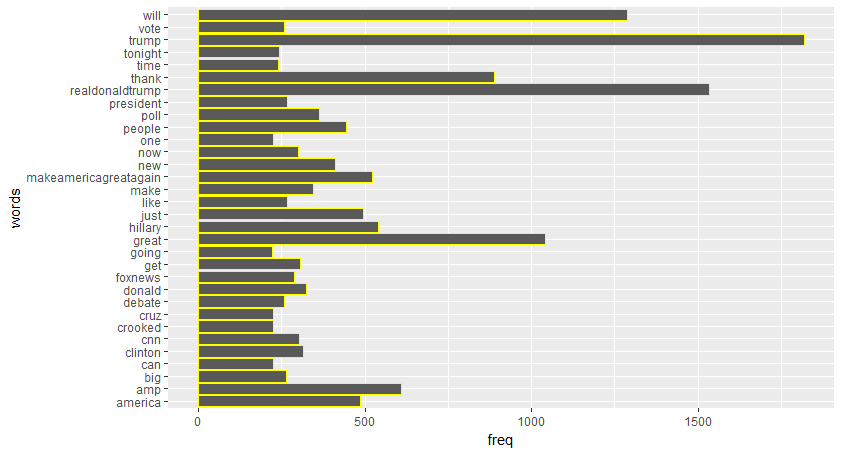 will
vote
trump
tonight
time
thank
realdonaldtrump
president
poll
people
one
now
new
makeamericagreatagain
make
like
just
hillary
great
going
get
foxnews
donald
debate
cruz
crooked
cnn
clinton
can
big
amp
america
words
0 500 1000 1500
freq